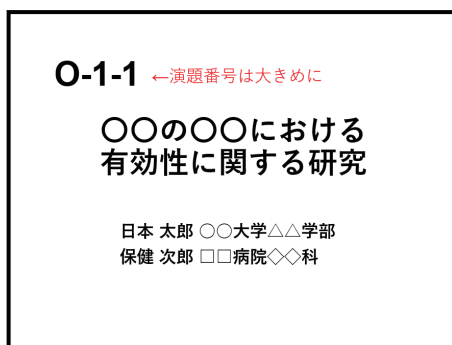 O-1-1 ←演題番号は大きめに
〇〇の〇〇における
有効性に関する研究
日本 太郎 〇〇大学△△学部
保健 次郎 □□病院◇◇科